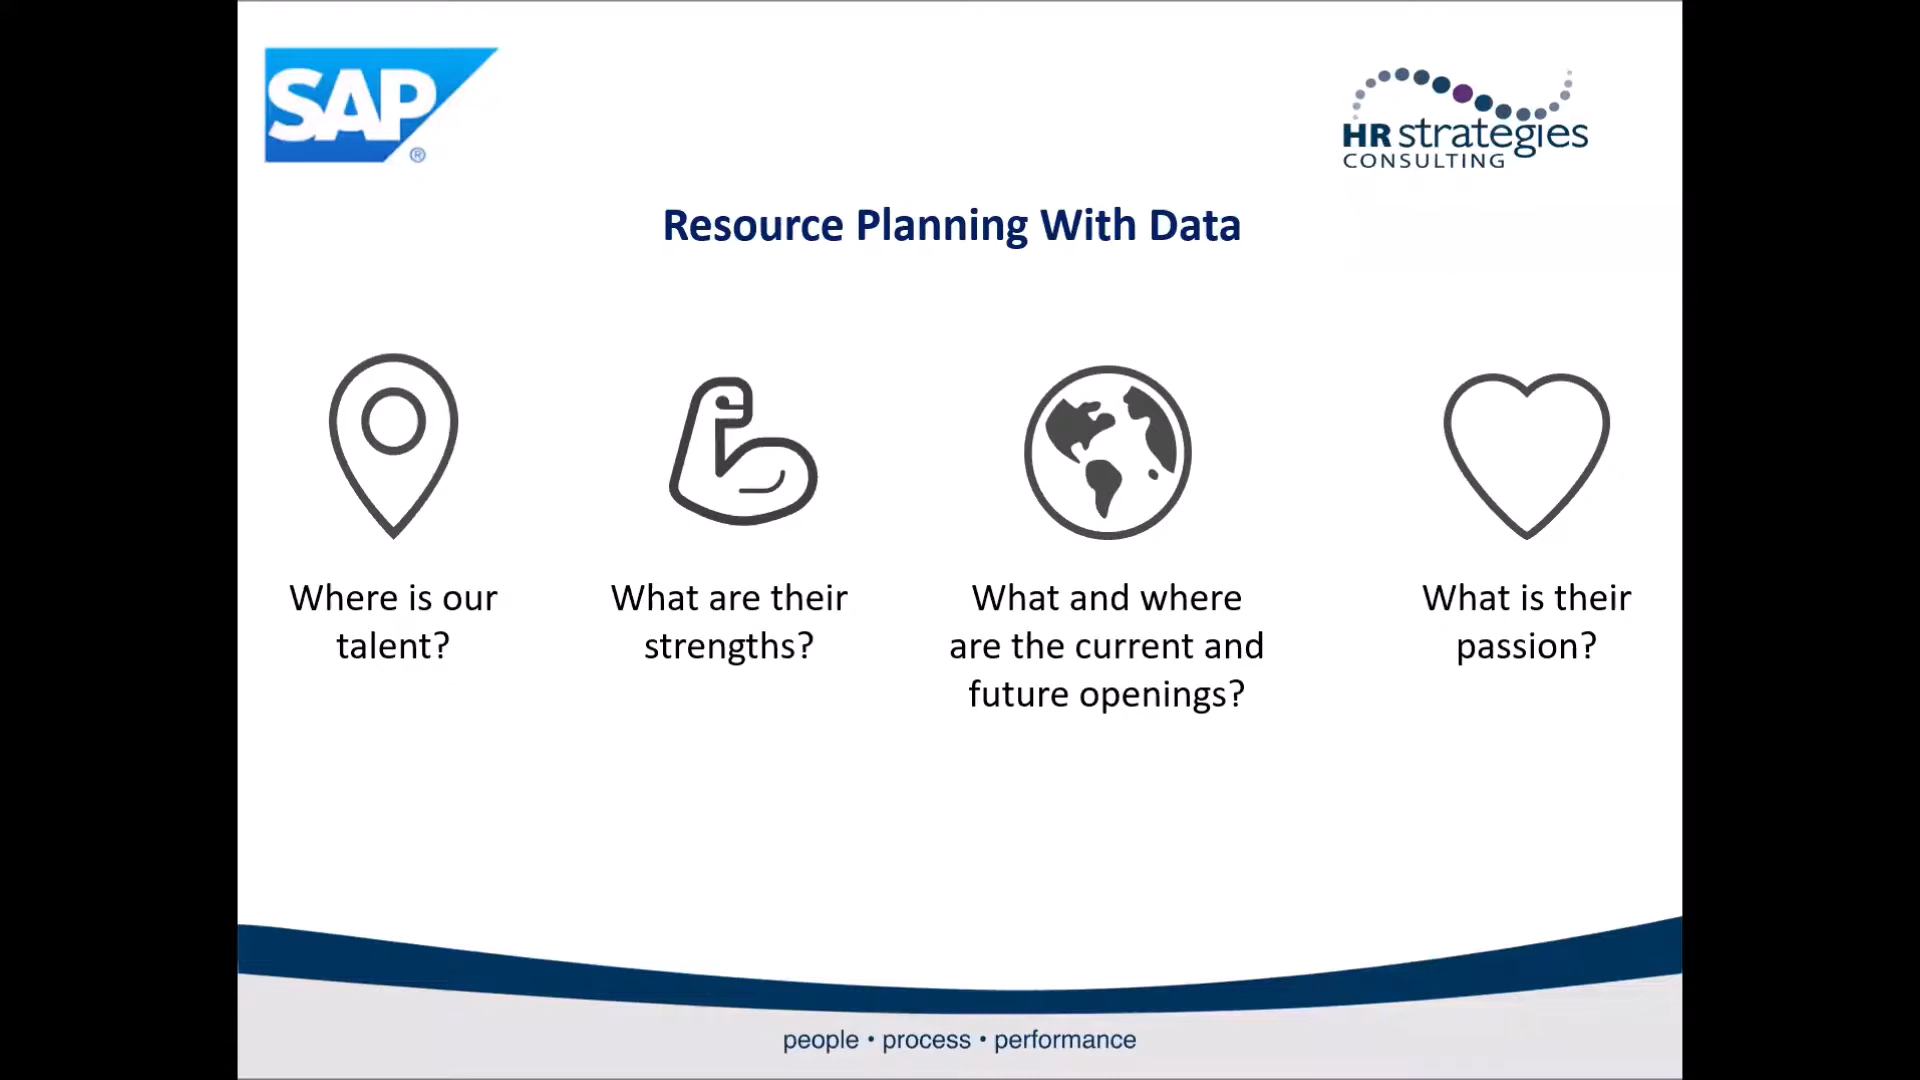 SAP ®
HR strategies
CONSULTING
Resource Planning With Data
Where is our
talent?
What are their
strengths?
What and where
are the current and
future openings?
What is their
passion?
people • process • performance